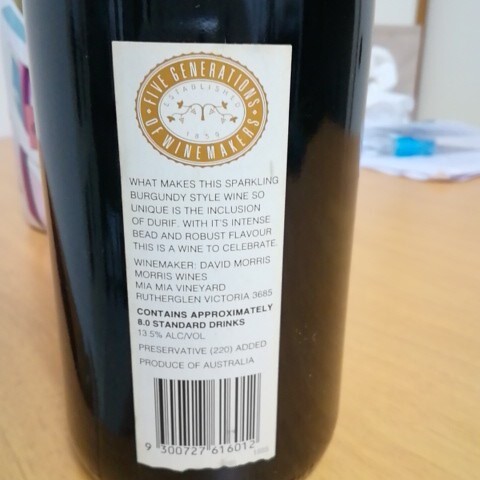 FIVE GENERATIONS
OF WINEMAKERS
ESTABLISHED
1859
WHAT MAKES THIS SPARKLING
BURGUNDY STYLE WINE SO
UNIQUE IS THE INCLUSION
OF DURIF. WITH IT'S INTENSE
BEAD AND ROBUST FLAVOUR
THIS IS A WINE TO CELEBRATE.
WINEMAKER: DAVID MORRIS
MORRIS WINES
MIA MIA VINEYARD
RUTHERGLEN VICTORIA 3685
CONTAINS APPROXIMATELY
8.0 STANDARD DRINKS
13.5% ALC/VOL
PRESERVATIVE (220) ADDED
PRODUCE OF AUSTRALIA
9 300727 616012